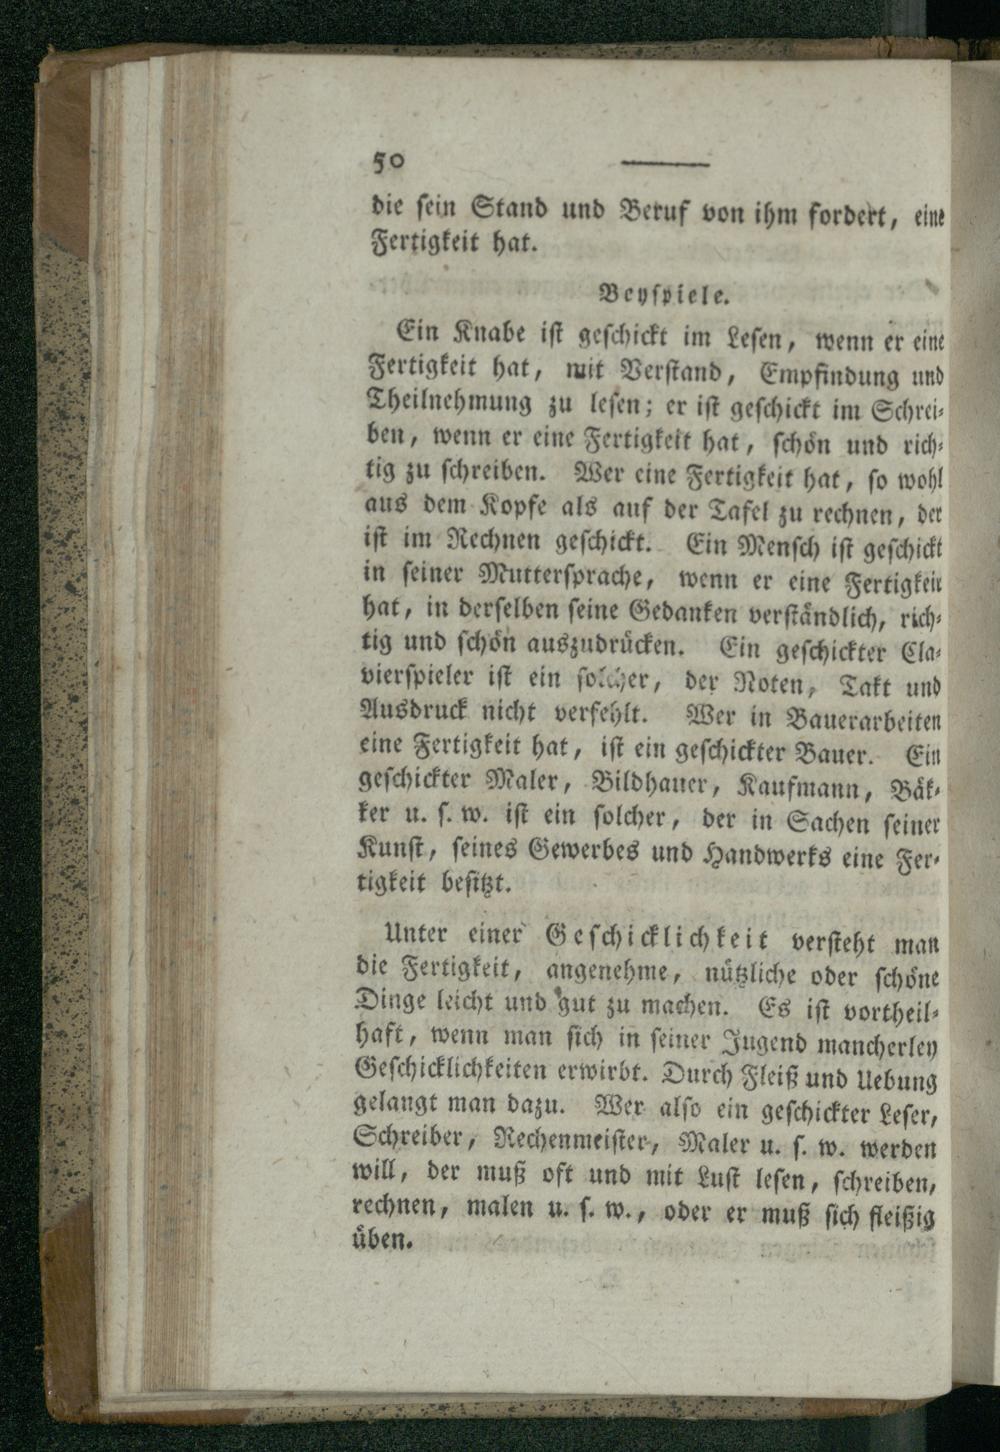 50
die sein Stand und Beruf von ihm fordert, eine
Fertigkeit hat.
Beyspiele.
Ein Knabe ist geschickt im Lesen, wenn er eine
Fertigkeit hat, mit Verstand, Empfindung und
Theilnehmung zu lesen; er ist geschickt im Schrei-
ben, wenn er eine Fertigkeit hat, schön und rich-
tig zu schreiben. Wer eine Fertigkeit hat, so wohl
aus dem Kopfe als auf der Tafel zu rechnen, der
ist im Rechnen geschickt. Ein Mensch ist geschickt
in seiner Muttersprache, wenn er eine Fertigkeit
hat, in derselben seine Gedanken verständlich, rich-
tig und schön auszudrücken. Ein geschickter Cla-
vierspieler ist ein solcher, der Noten, Takt und
Ausdruck nicht verfehlt. Wer in Bauerarbeiten
eine Fertigkeit hat, ist ein geschickter Bauer. Ein
geschickter Maler, Bildhauer, Kaufmann, Bäk-
ker u. s. w. ist ein solcher, der in Sachen seiner
Kunst, seines Gewerbes und Handwerks eine Fer-
tigkeit besitzt.
Unter einer Geschicklichkeit versteht man
die Fertigkeit, angenehme, nützliche oder schöne
Dinge leicht und gut zu machen. Es ist vortheil-
haft, wenn man sich in seiner Jugend mancherley
Geschicklichkeiten erwirbt. Durch Fleiß und Uebung
gelangt man dazu. Wer also ein geschickter Leser,
Schreiber, Rechenmeister, Maler u. s. w. werden
will, der muß oft und mit Lust lesen, schreiben,
rechnen, malen u. s. w., oder er muß sich fleißig
üben.